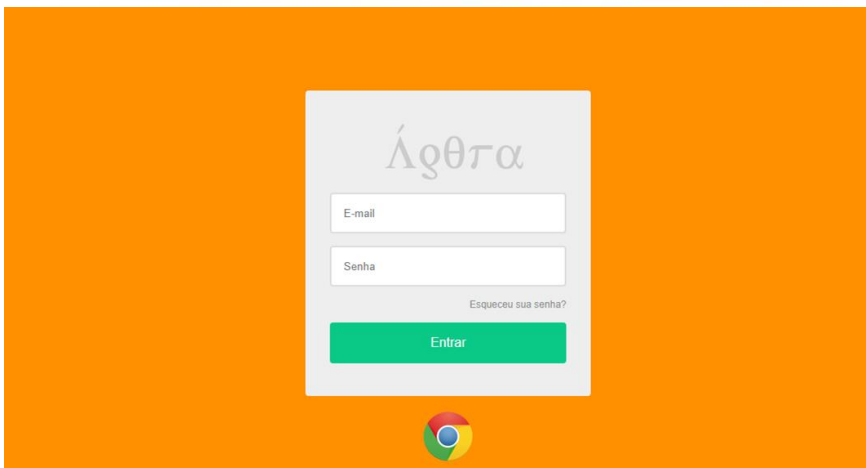 Άϱθτα
E-mail
Senha
Esqueceu sua senha?
Entrar